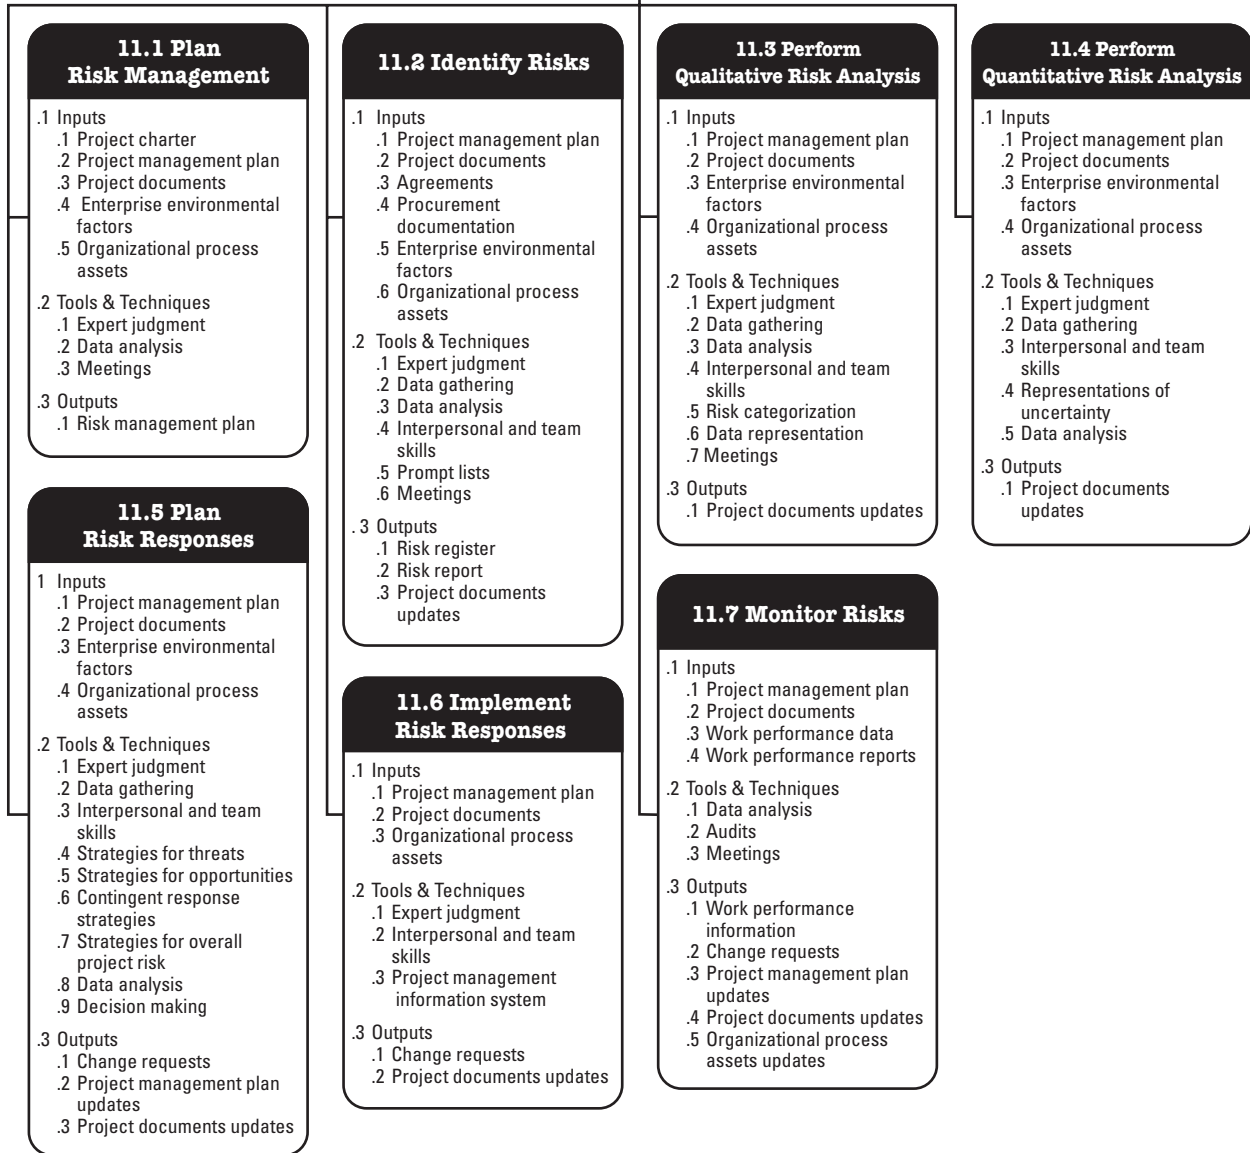 11.1 Plan
Risk Management
.1 Inputs
.1 Project charter
.2 Project management plan
.3 Project documents
.4 Enterprise environmental
factors
.5 Organizational process
assets
.2 Tools & Techniques
.1 Expert judgment
.2 Data analysis
.3 Meetings
.3 Outputs
.1 Risk management plan
11.2 Identify Risks
.1 Inputs
.1 Project management plan
.2 Project documents
.3 Agreements
.4 Procurement
documentation
.5 Enterprise environmental
factors
.6 Organizational process
assets
.2 Tools & Techniques
.1 Expert judgment
.2 Data gathering
.3 Data analysis
.4 Interpersonal and team
skills
.5 Prompt lists
.6 Meetings
. 3 Outputs
.1 Risk register
.2 Risk report
.3 Project documents
updates
11.3 Perform
Qualitative Risk Analysis
.1 Inputs
.1 Project management plan
.2 Project documents
.3 Enterprise environmental
factors
.4 Organizational process
assets
.2 Tools & Techniques
.1 Expert judgment
.2 Data gathering
.3 Data analysis
.4 Interpersonal and team
skills
.5 Risk categorization
.6 Data representation
.7 Meetings
.3 Outputs
.1 Project documents updates
11.4 Perform
Quantitative Risk Analysis
.1 Inputs
.1 Project management plan
.2 Project documents
.3 Enterprise environmental
factors
.4 Organizational process
assets
.2 Tools & Techniques
.1 Expert judgment
.2 Data gathering
.3 Interpersonal and team
skills
.4 Representations of
uncertainty
.5 Data analysis
.3 Outputs
.1 Project documents
updates
11.5 Plan
Risk Responses
1 Inputs
.1 Project management plan
.2 Project documents
.3 Enterprise environmental
factors
.4 Organizational process
assets
.2 Tools & Techniques
.1 Expert judgment
.2 Data gathering
.3 Interpersonal and team
skills
.4 Strategies for threats
.5 Strategies for opportunities
.6 Contingent response
strategies
.7 Strategies for overall
project risk
.8 Data analysis
.9 Decision making
.3 Outputs
.1 Change requests
.2 Project management plan
updates
.3 Project documents updates
11.6 Implement
Risk Responses
.1 Inputs
.1 Project management plan
.2 Project documents
.3 Organizational process
assets
.2 Tools & Techniques
.1 Expert judgment
.2 Interpersonal and team
skills
.3 Project management
information system
.3 Outputs
.1 Change requests
.2 Project documents updates
11.7 Monitor Risks
.1 Inputs
.1 Project management plan
.2 Project documents
.3 Work performance data
.4 Work performance reports
.2 Tools & Techniques
.1 Data analysis
.2 Audits
.3 Meetings
.3 Outputs
.1 Work performance
information
.2 Change requests
.3 Project management plan
updates
.4 Project documents updates
.5 Organizational process
assets updates